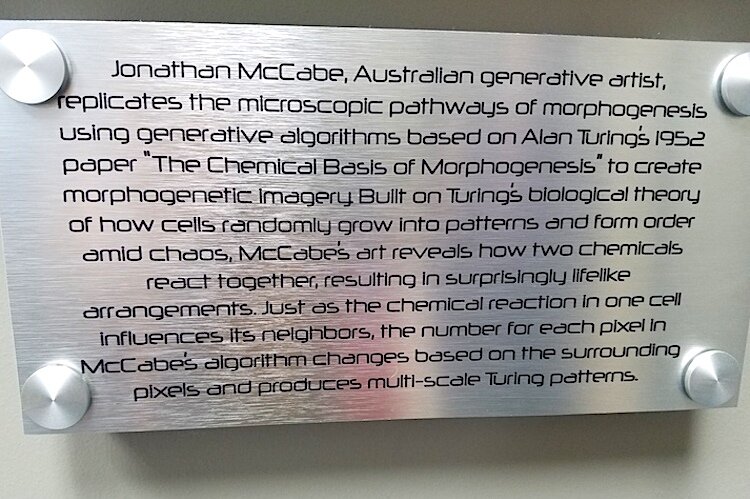 Jonathan McCabe, Australian generative artist,
replicates the microscopic pathways of morphogenesis
using generative algorithms based on Alan Turing's 1952
paper "The Chemical Basis of Morphogenesis" to create
morphogenetic imagery. Built on Turing's biological theory
of how cells randomly grow into patterns and form order
amid chaos, McCabe's art reveals how two chemicals
react together, resulting in surprisingly lifelike
arrangements. Just as the chemical reaction in one cell
influences its neighbors, the number for each pixel in
McCabe's algorithm changes based on the surrounding
pixels and produces multi-scale Turing patterns.